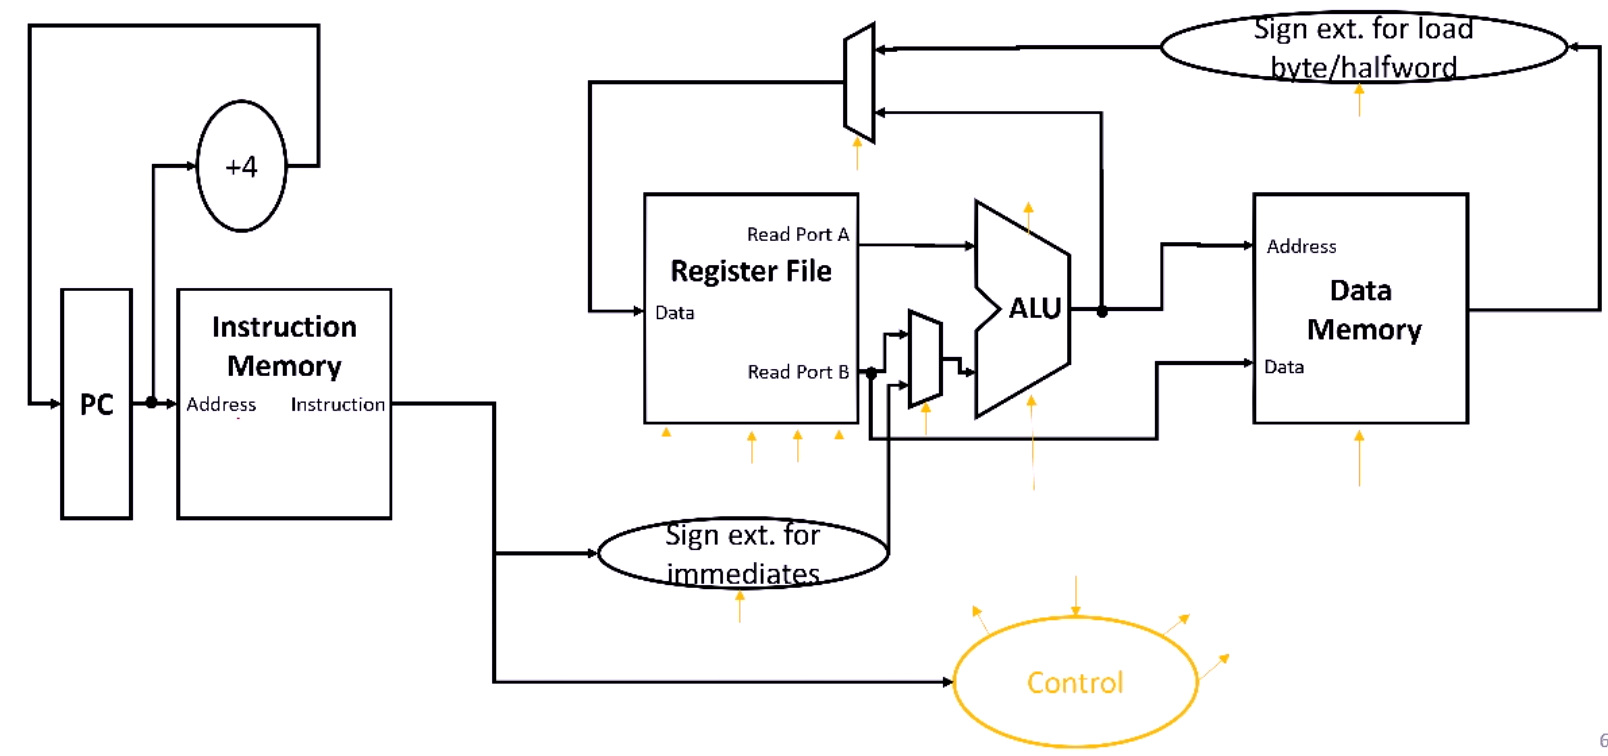 Sign ext. for load
byte/halfword
+4
Read Port A
Register File
Data
Read Port B
ALU
Address
Data
Memory
Data
Instruction
Memory
PC
Address
Instruction
Sign ext. for
immediates
Control
6